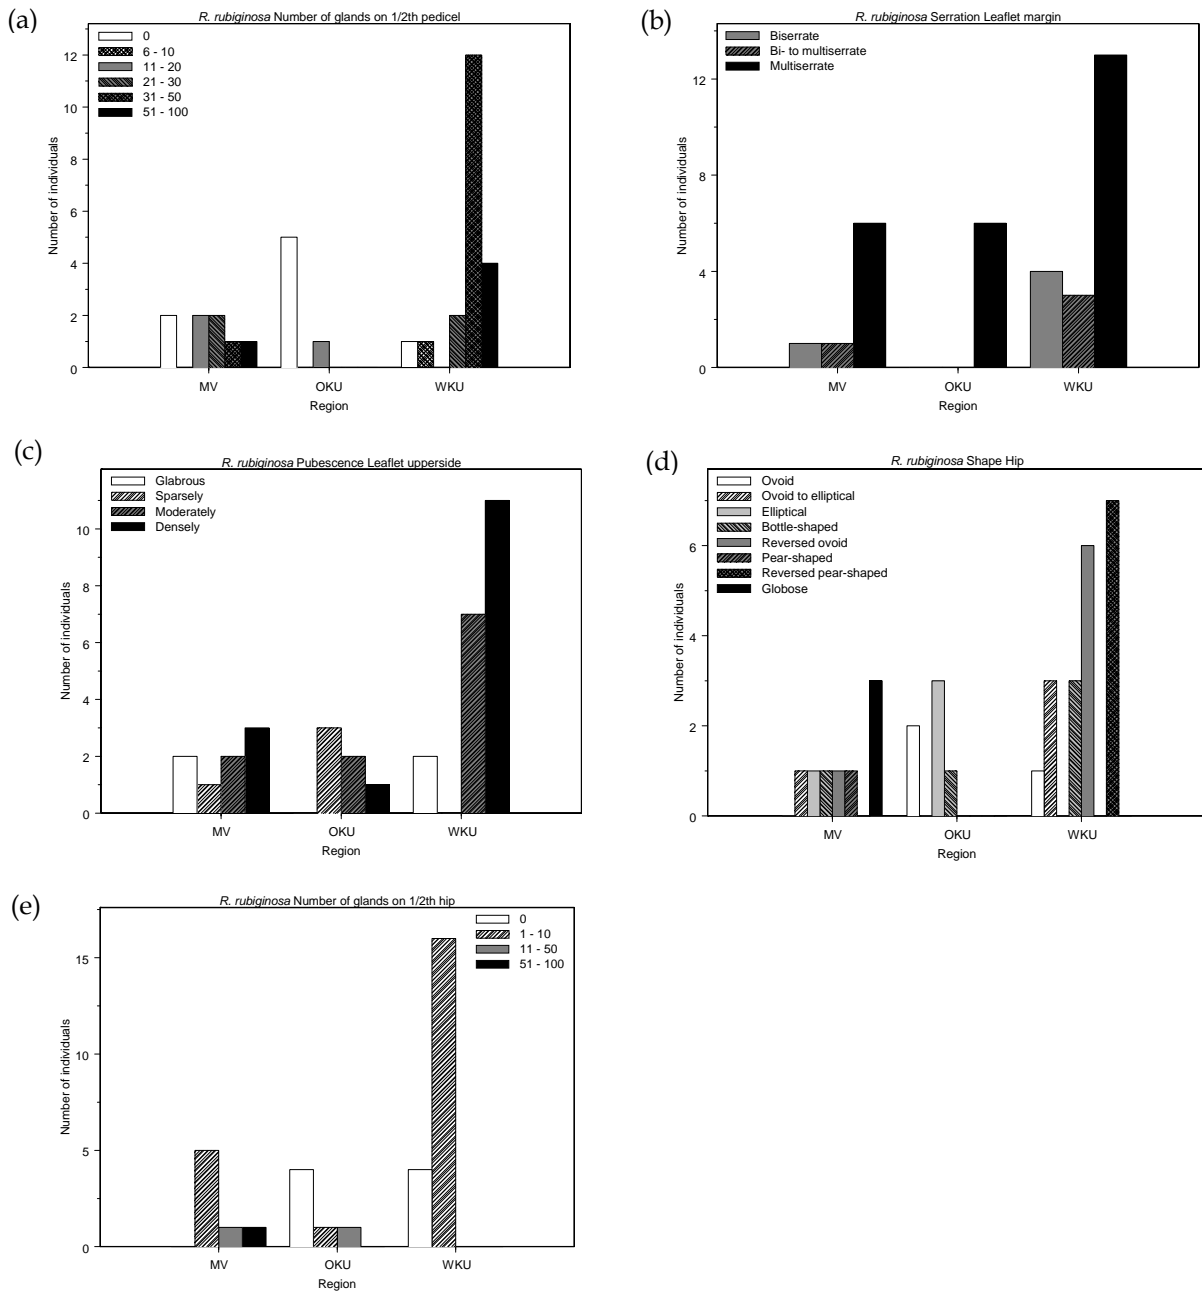 (a)
R. rubiginosa Number of glands on 1/2th pedicel
0
6 - 10
11 - 20
21 - 30
31 - 50
51 - 100
12
10
8
6
4
2
0
Number of individuals
MV OKU WKU
Region
(b)
R. rubiginosa Serration Leaflet margin
Biserrate
Bi- to multiserrate
Multiserrate
12
8
4
0
Number of individuals
MV OKU WKU
Region
(c)
R. rubiginosa Pubescence Leaflet upperside
Glabrous
Sparsely
Moderately
Densely
10
8
6
4
2
0
Number of individuals
MV OKU WKU
Region
(d)
R. rubiginosa Shape Hip
Ovoid
Ovoid to elliptical
Elliptical
Bottle-shaped
Reversed ovoid
Pear-shaped
Reversed pear-shaped
Globose
6
4
2
0
Number of individuals
MV OKU WKU
Region
(e)
R. rubiginosa Number of glands on 1/2th hip
0
1 - 10
11 - 50
51 - 100
15
10
5
0
Number of individuals
MV OKU WKU
Region